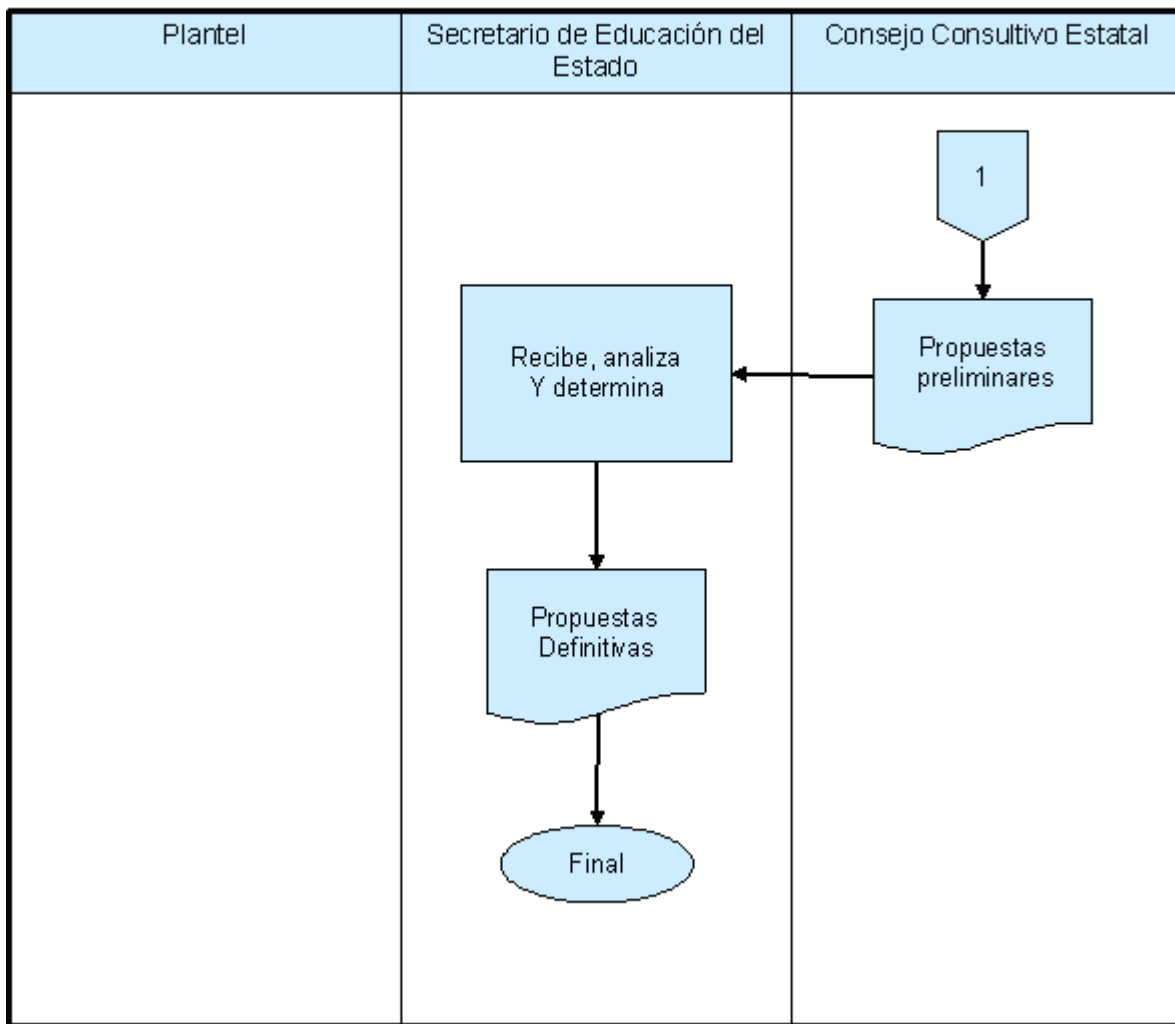 Plantel
Secretario de Educación del
Estado
Consejo Consultivo Estatal
1
Propuestas
preliminares
Recibe, analiza
Y determina
Propuestas
Definitivas
Final